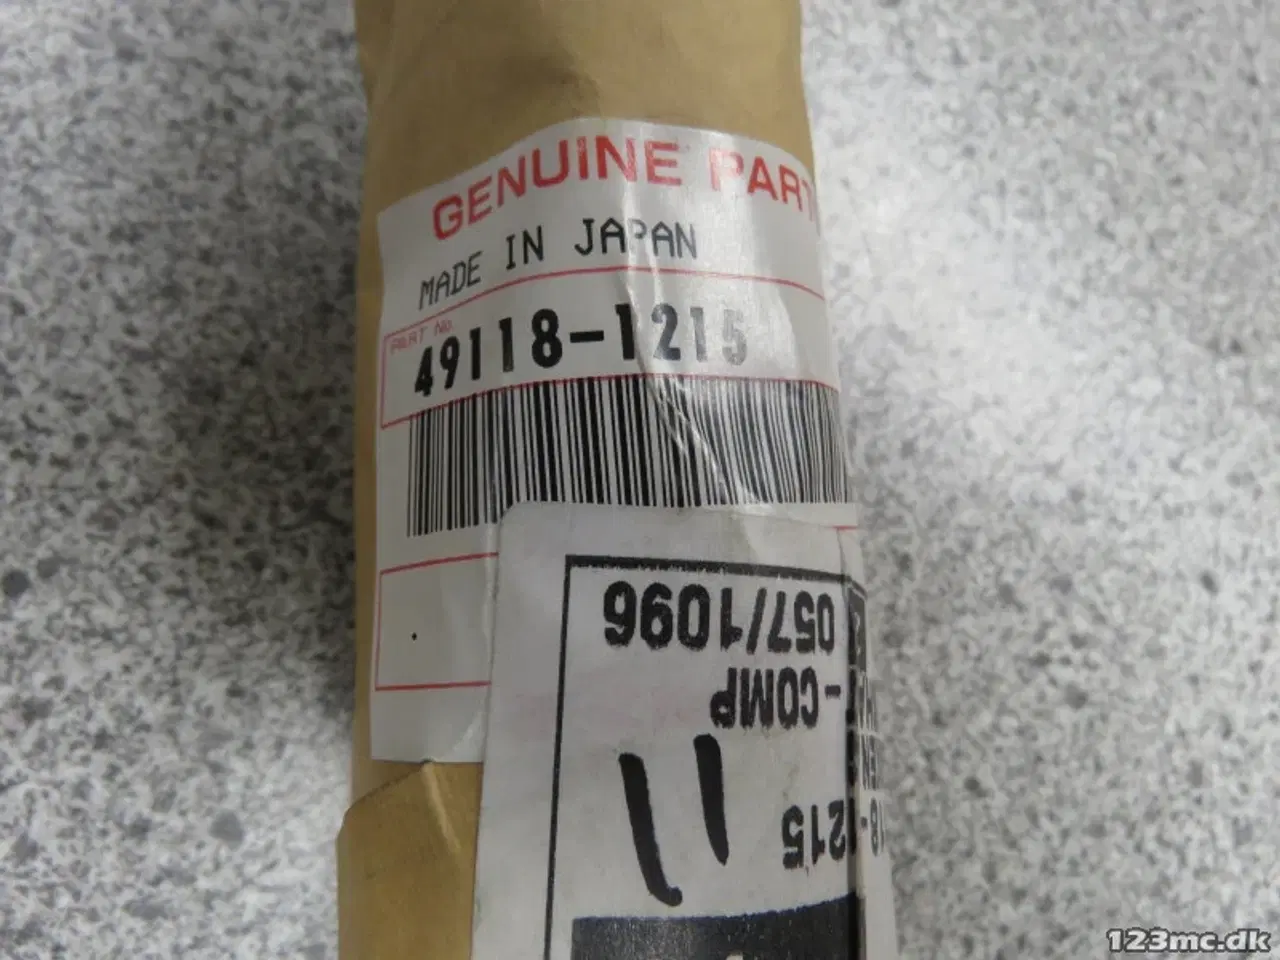 GENUINE PART
MADE IN JAPAN
PART No.
49118-1215
057/1096
-COMP
11
1215
18-
123mc.dk